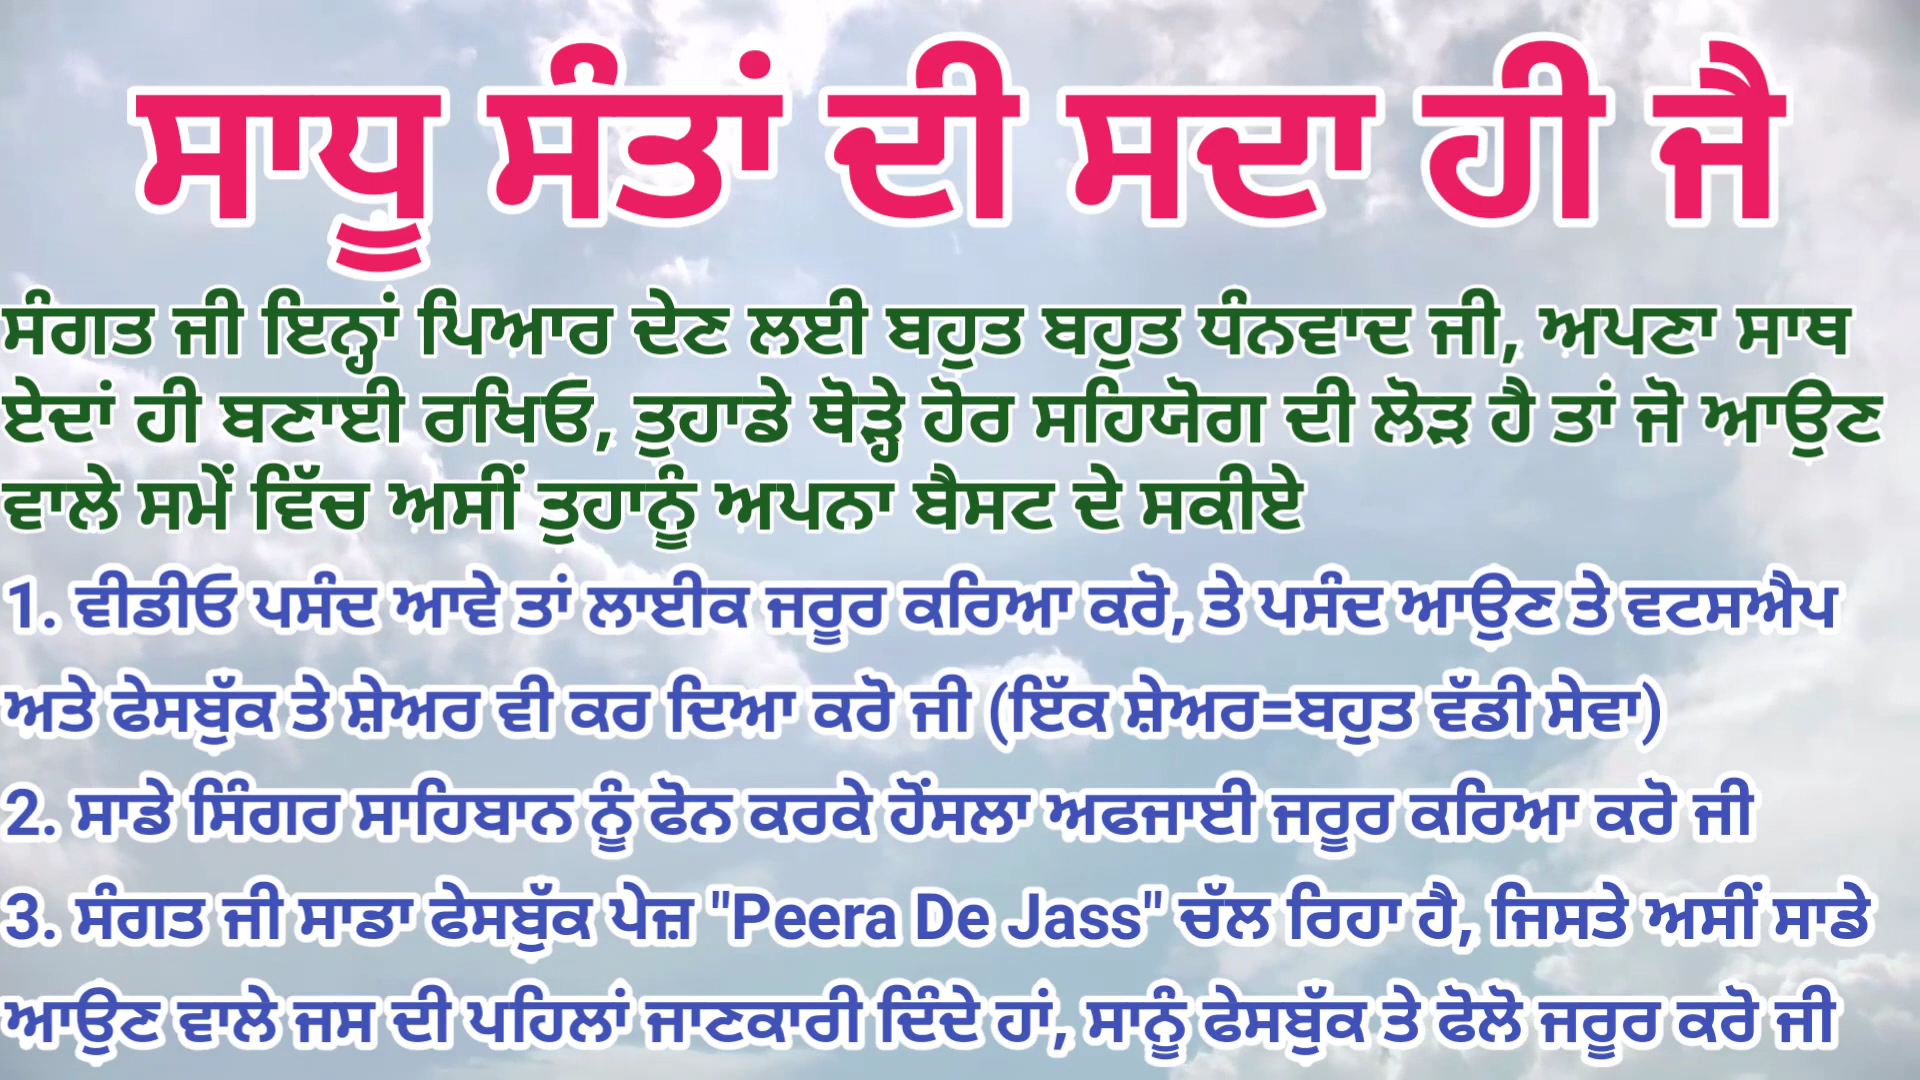 ਸਾਧੂ ਸੰਤਾਂ ਦੀ ਸਦਾ ਹੀ ਜੈ
ਸੰਗਤ ਜੀ ਇਨ੍ਹਾਂ ਪਿਆਰ ਦੇਣ ਲਈ ਬਹੁਤ ਬਹੁਤ ਧੰਨਵਾਦ ਜੀ, ਅਪਣਾ ਸਾਥ
ਏਦਾਂ ਹੀ ਬਣਾਈ ਰਖਿਓ, ਤੁਹਾਡੇ ਥੋੜ੍ਹੇ ਹੋਰ ਸਹਿਯੋਗ ਦੀ ਲੋੜ ਹੈ ਤਾਂ ਜੋ ਆਉਣ
ਵਾਲੇ ਸਮੇਂ ਵਿੱਚ ਅਸੀਂ ਤੁਹਾਨੂੰ ਅਪਨਾ ਬੈਸਟ ਦੇ ਸਕੀਏ
1. ਵੀਡੀਓ ਪਸੰਦ ਆਵੇ ਤਾਂ ਲਾਈਕ ਜਰੂਰ ਕਰਿਆ ਕਰੋ, ਤੇ ਪਸੰਦ ਆਉਣ ਤੇ ਵਟਸਐਪ
ਅਤੇ ਫੇਸਬੁੱਕ ਤੇ ਸ਼ੇਅਰ ਵੀ ਕਰ ਦਿਆ ਕਰੋ ਜੀ (ਇੱਕ ਸ਼ੇਅਰ=ਬਹੁਤ ਵੱਡੀ ਸੇਵਾ)
2. ਸਾਡੇ ਸਿੰਗਰ ਸਾਹਿਬਾਨ ਨੂੰ ਫੋਨ ਕਰਕੇ ਹੋਂਸਲਾ ਅਫਜਾਈ ਜਰੂਰ ਕਰਿਆ ਕਰੋ ਜੀ
3. ਸੰਗਤ ਜੀ ਸਾਡਾ ਫੇਸਬੁੱਕ ਪੇਜ਼ "Peera De Jass" ਚੱਲ ਰਿਹਾ ਹੈ, ਜਿਸਤੇ ਅਸੀਂ ਸਾਡੇ
ਆਉਣ ਵਾਲੇ ਜਸ ਦੀ ਪਹਿਲਾਂ ਜਾਣਕਾਰੀ ਦਿੰਦੇ ਹਾਂ, ਸਾਨੂੰ ਫੇਸਬੁੱਕ ਤੇ ਫੋਲੋ ਜਰੂਰ ਕਰੋ ਜੀ